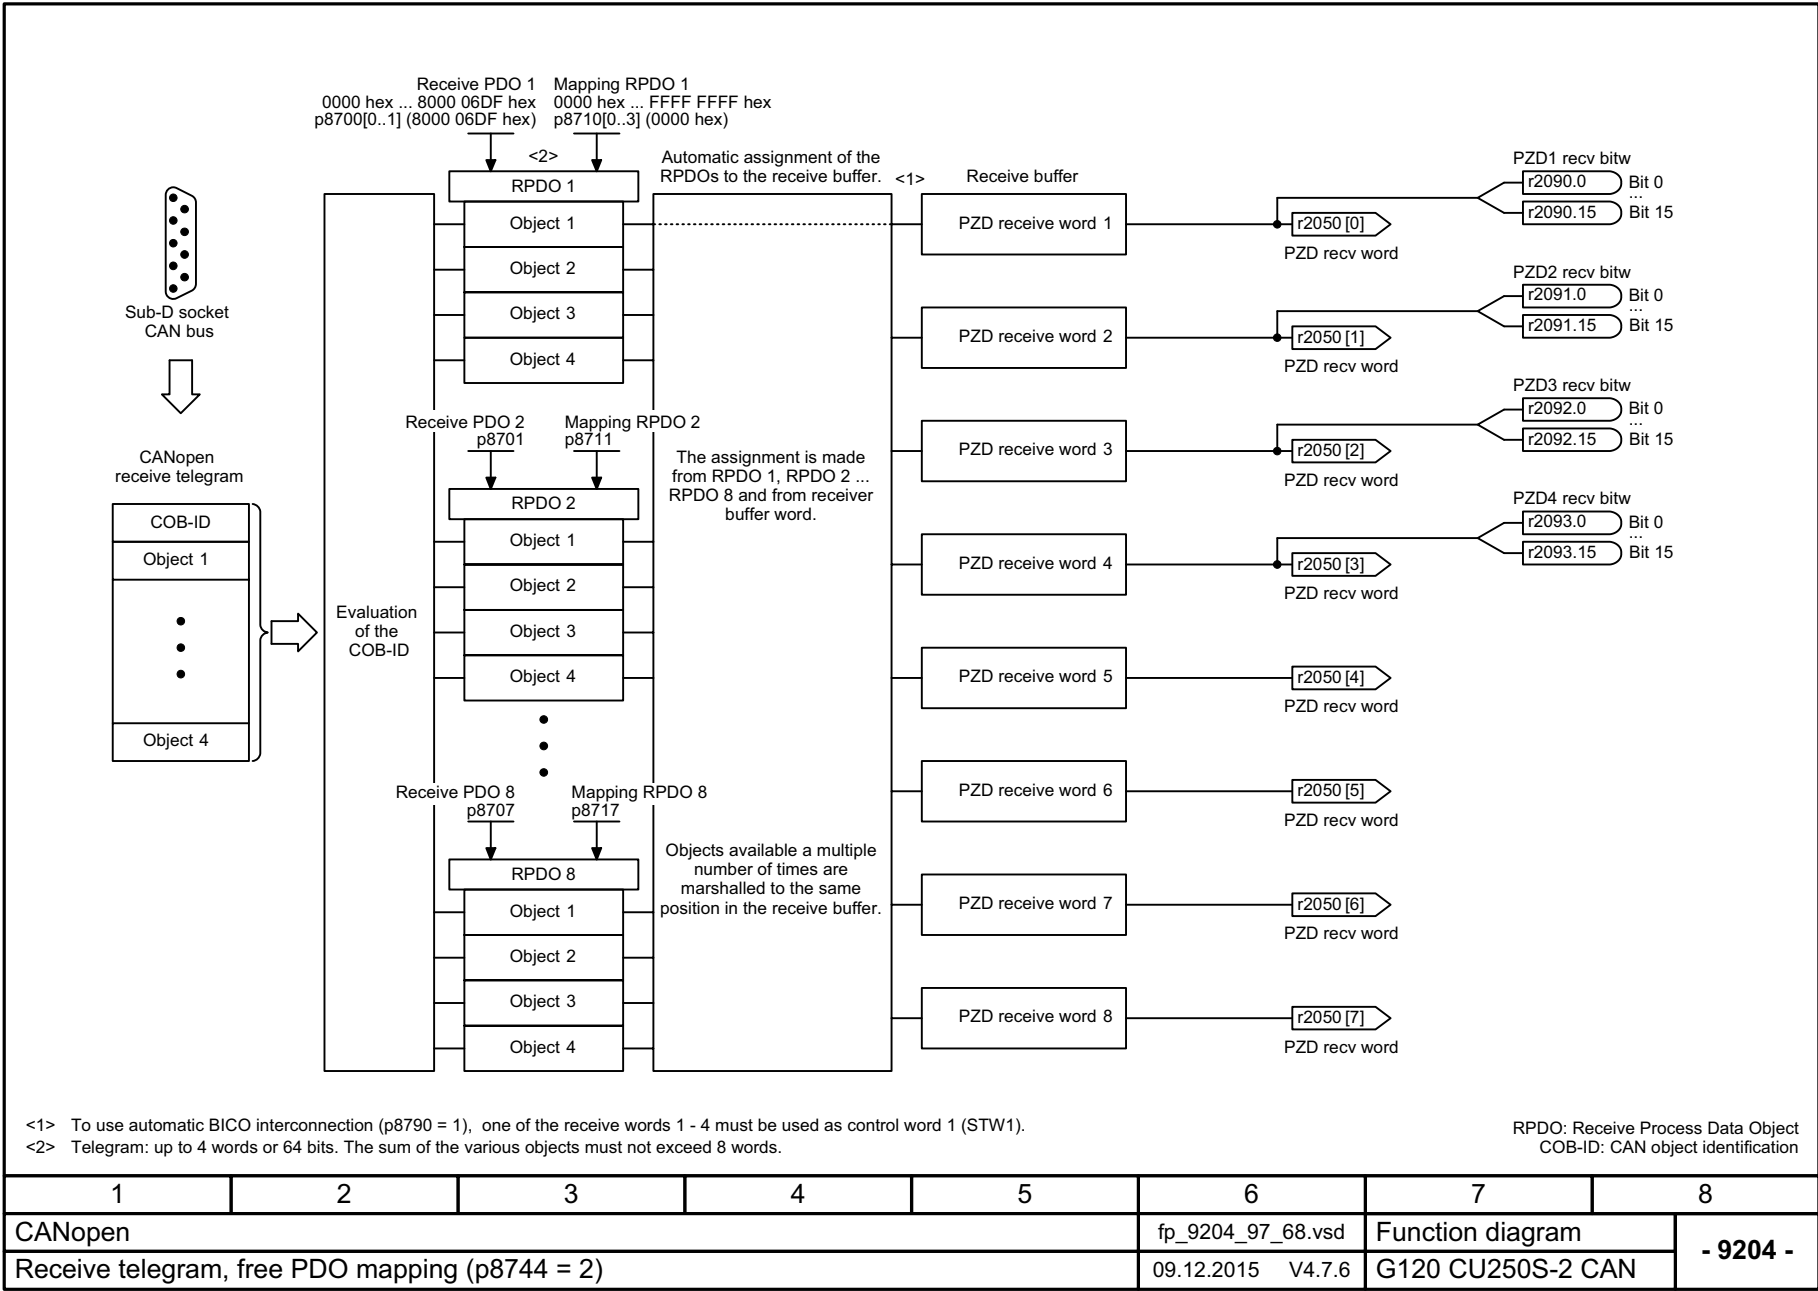 Receive PDO 1
0000 hex ... 8000 06DF hex
p8700[0..1] (8000 06DF hex)
Mapping RPDO 1
0000 hex ... FFFF FFFF hex
p8710[0..3] (0000 hex)
<2>
RPDO 1
Object 1
Object 2
Object 3
Object 4
Sub-D socket
CAN bus
CANopen
receive telegram
COB-ID
Object 1
Object 4
Evaluation
of the
COB-ID
Receive PDO 2
p8701
Mapping RPDO 2
p8711
RPDO 2
Object 1
Object 2
Object 3
Object 4
Receive PDO 8
p8707
Mapping RPDO 8
p8717
RPDO 8
Object 1
Object 2
Object 3
Object 4
Automatic assignment of the
RPDOs to the receive buffer.
<1>
The assignment is made
from RPDO 1, RPDO 2 ...
RPDO 8 and from receiver
buffer word.
Objects available a multiple
number of times are
marshalled to the same
position in the receive buffer.
Receive buffer
PZD receive word 1
PZD receive word 2
PZD receive word 3
PZD receive word 4
PZD receive word 5
PZD receive word 6
PZD receive word 7
PZD receive word 8
r2050 [0]
PZD recv word
r2050 [1]
PZD recv word
r2050 [2]
PZD recv word
r2050 [3]
PZD recv word
r2050 [4]
PZD recv word
r2050 [5]
PZD recv word
r2050 [6]
PZD recv word
r2050 [7]
PZD recv word
PZD1 recv bitw
r2090.0 Bit 0
...
r2090.15 Bit 15
PZD2 recv bitw
r2091.0 Bit 0
...
r2091.15 Bit 15
PZD3 recv bitw
r2092.0 Bit 0
...
r2092.15 Bit 15
PZD4 recv bitw
r2093.0 Bit 0
...
r2093.15 Bit 15
<1> To use automatic BICO interconnection (p8790 = 1), one of the receive words 1 - 4 must be used as control word 1 (STW1).
<2> Telegram: up to 4 words or 64 bits. The sum of the various objects must not exceed 8 words.
RPDO: Receive Process Data Object
COB-ID: CAN object identification
1 2 3 4 5 6 7 8
CANopen
fp_9204_97_68.vsd
Function diagram
- 9204 -
Receive telegram, free PDO mapping (p8744 = 2)
09.12.2015 V4.7.6
G120 CU250S-2 CAN